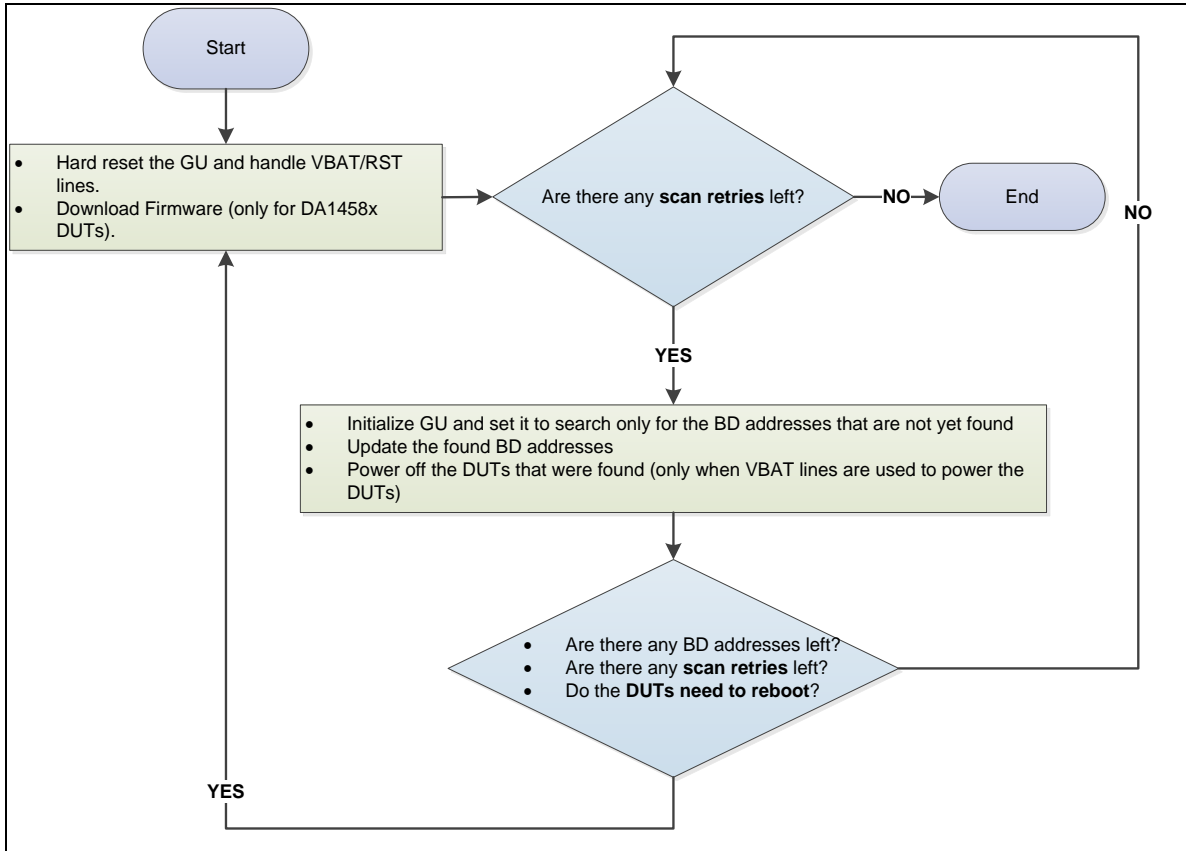 Start
• Hard reset the GU and handle VBAT/RST
lines.
• Download Firmware (only for DA1458x
DUTs).
Are there any scan retries left?
NO
End
NO
YES
• Initialize GU and set it to search only for the BD addresses that are not yet found
• Update the found BD addresses
• Power off the DUTs that were found (only when VBAT lines are used to power the
DUTs)
• Are there any BD addresses left?
• Are there any scan retries left?
• Do the DUTs need to reboot?
YES